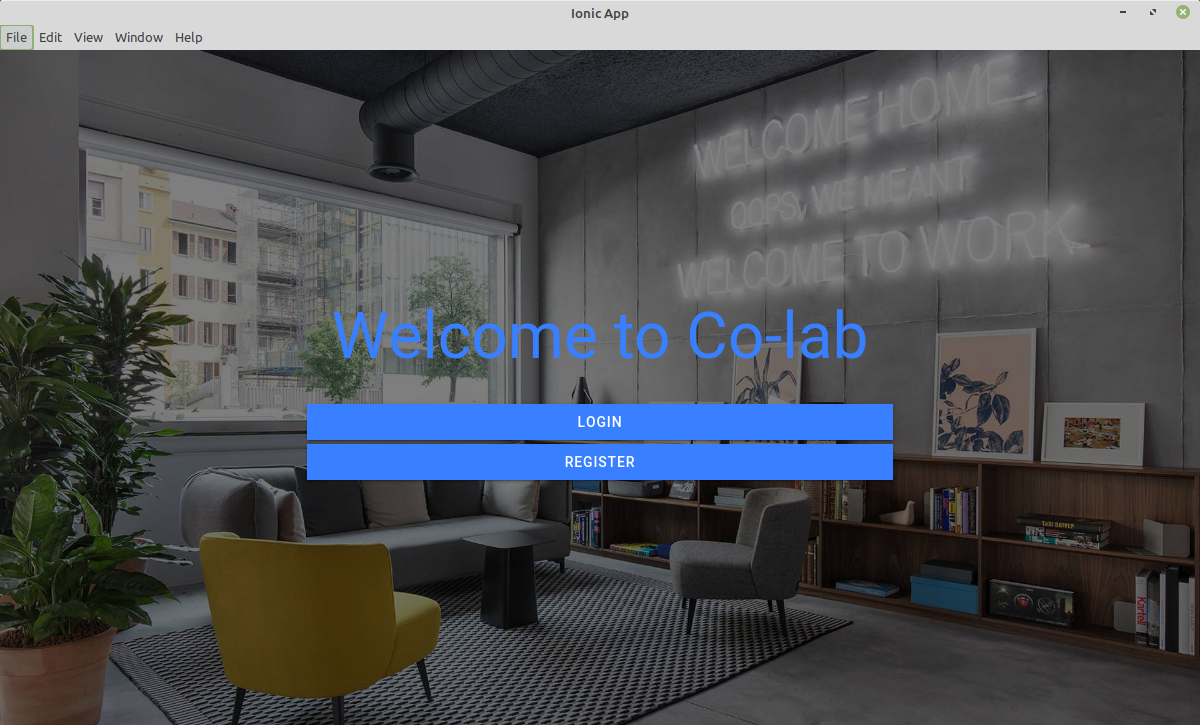 Ionic App
File Edit View Window Help
WELCOME HOME
OOPS, WE MEANT
WELCOME TO WORK
Welcome to Co-lab
LOGIN
REGISTER
Kartell